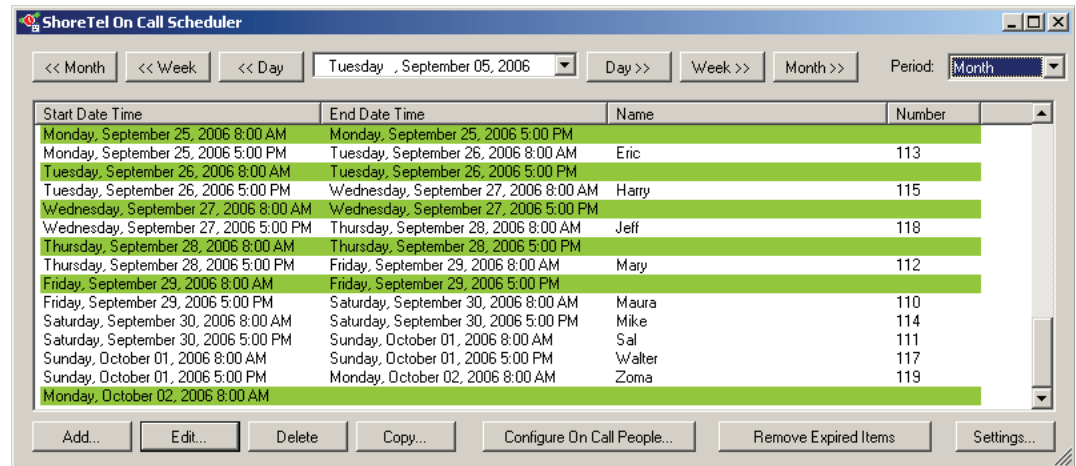 ShoreTel On Call Scheduler
<< Month << Week << Day Tuesday , September 05, 2006 Day >> Week >> Month >> Period: Month
Start Date Time End Date Time Name Number
Monday, September 25, 2006 8:00 AM Monday, September 25, 2006 5:00 PM
Monday, September 25, 2006 5:00 PM Tuesday, September 26, 2006 8:00 AM Eric 113
Tuesday, September 26, 2006 8:00 AM Tuesday, September 26, 2006 5:00 PM
Tuesday, September 26, 2006 5:00 PM Wednesday, September 27, 2006 8:00 AM Harry 115
Wednesday, September 27, 2006 8:00 AM Wednesday, September 27, 2006 5:00 PM
Wednesday, September 27, 2006 5:00 PM Thursday, September 28, 2006 8:00 AM Jeff 118
Thursday, September 28, 2006 8:00 AM Thursday, September 28, 2006 5:00 PM
Thursday, September 28, 2006 5:00 PM Friday, September 29, 2006 8:00 AM Mary 112
Friday, September 29, 2006 8:00 AM Friday, September 29, 2006 5:00 PM
Friday, September 29, 2006 5:00 PM Saturday, September 30, 2006 8:00 AM Maura 110
Saturday, September 30, 2006 8:00 AM Saturday, September 30, 2006 5:00 PM Mike 114
Saturday, September 30, 2006 5:00 PM Sunday, October 01, 2006 8:00 AM Sal 111
Sunday, October 01, 2006 8:00 AM Sunday, October 01, 2006 5:00 PM Walter 117
Sunday, October 01, 2006 5:00 PM Monday, October 02, 2006 8:00 AM Zoma 119
Monday, October 02, 2006 8:00 AM
Add... Edit... Delete Copy... Configure On Call People... Remove Expired Items Settings...